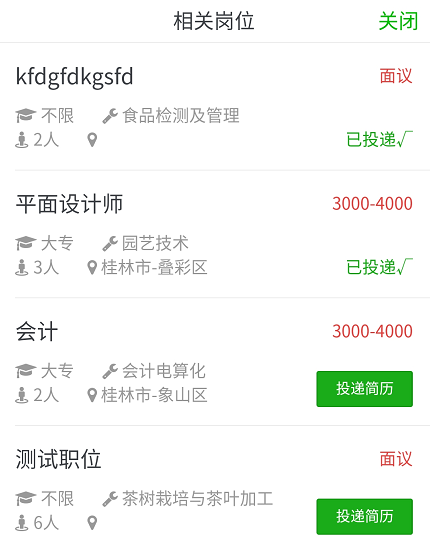 相关岗位 关闭
kfdgfdkgsfd 面议
不限 食品检测及管理
2人 已投递√
平面设计师 3000-4000
大专 园艺技术
3人 桂林市-叠彩区 已投递√
会计 3000-4000
大专 会计电算化
2人 桂林市-象山区 投递简历
测试职位 面议
不限 茶树栽培与茶叶加工
6人 投递简历